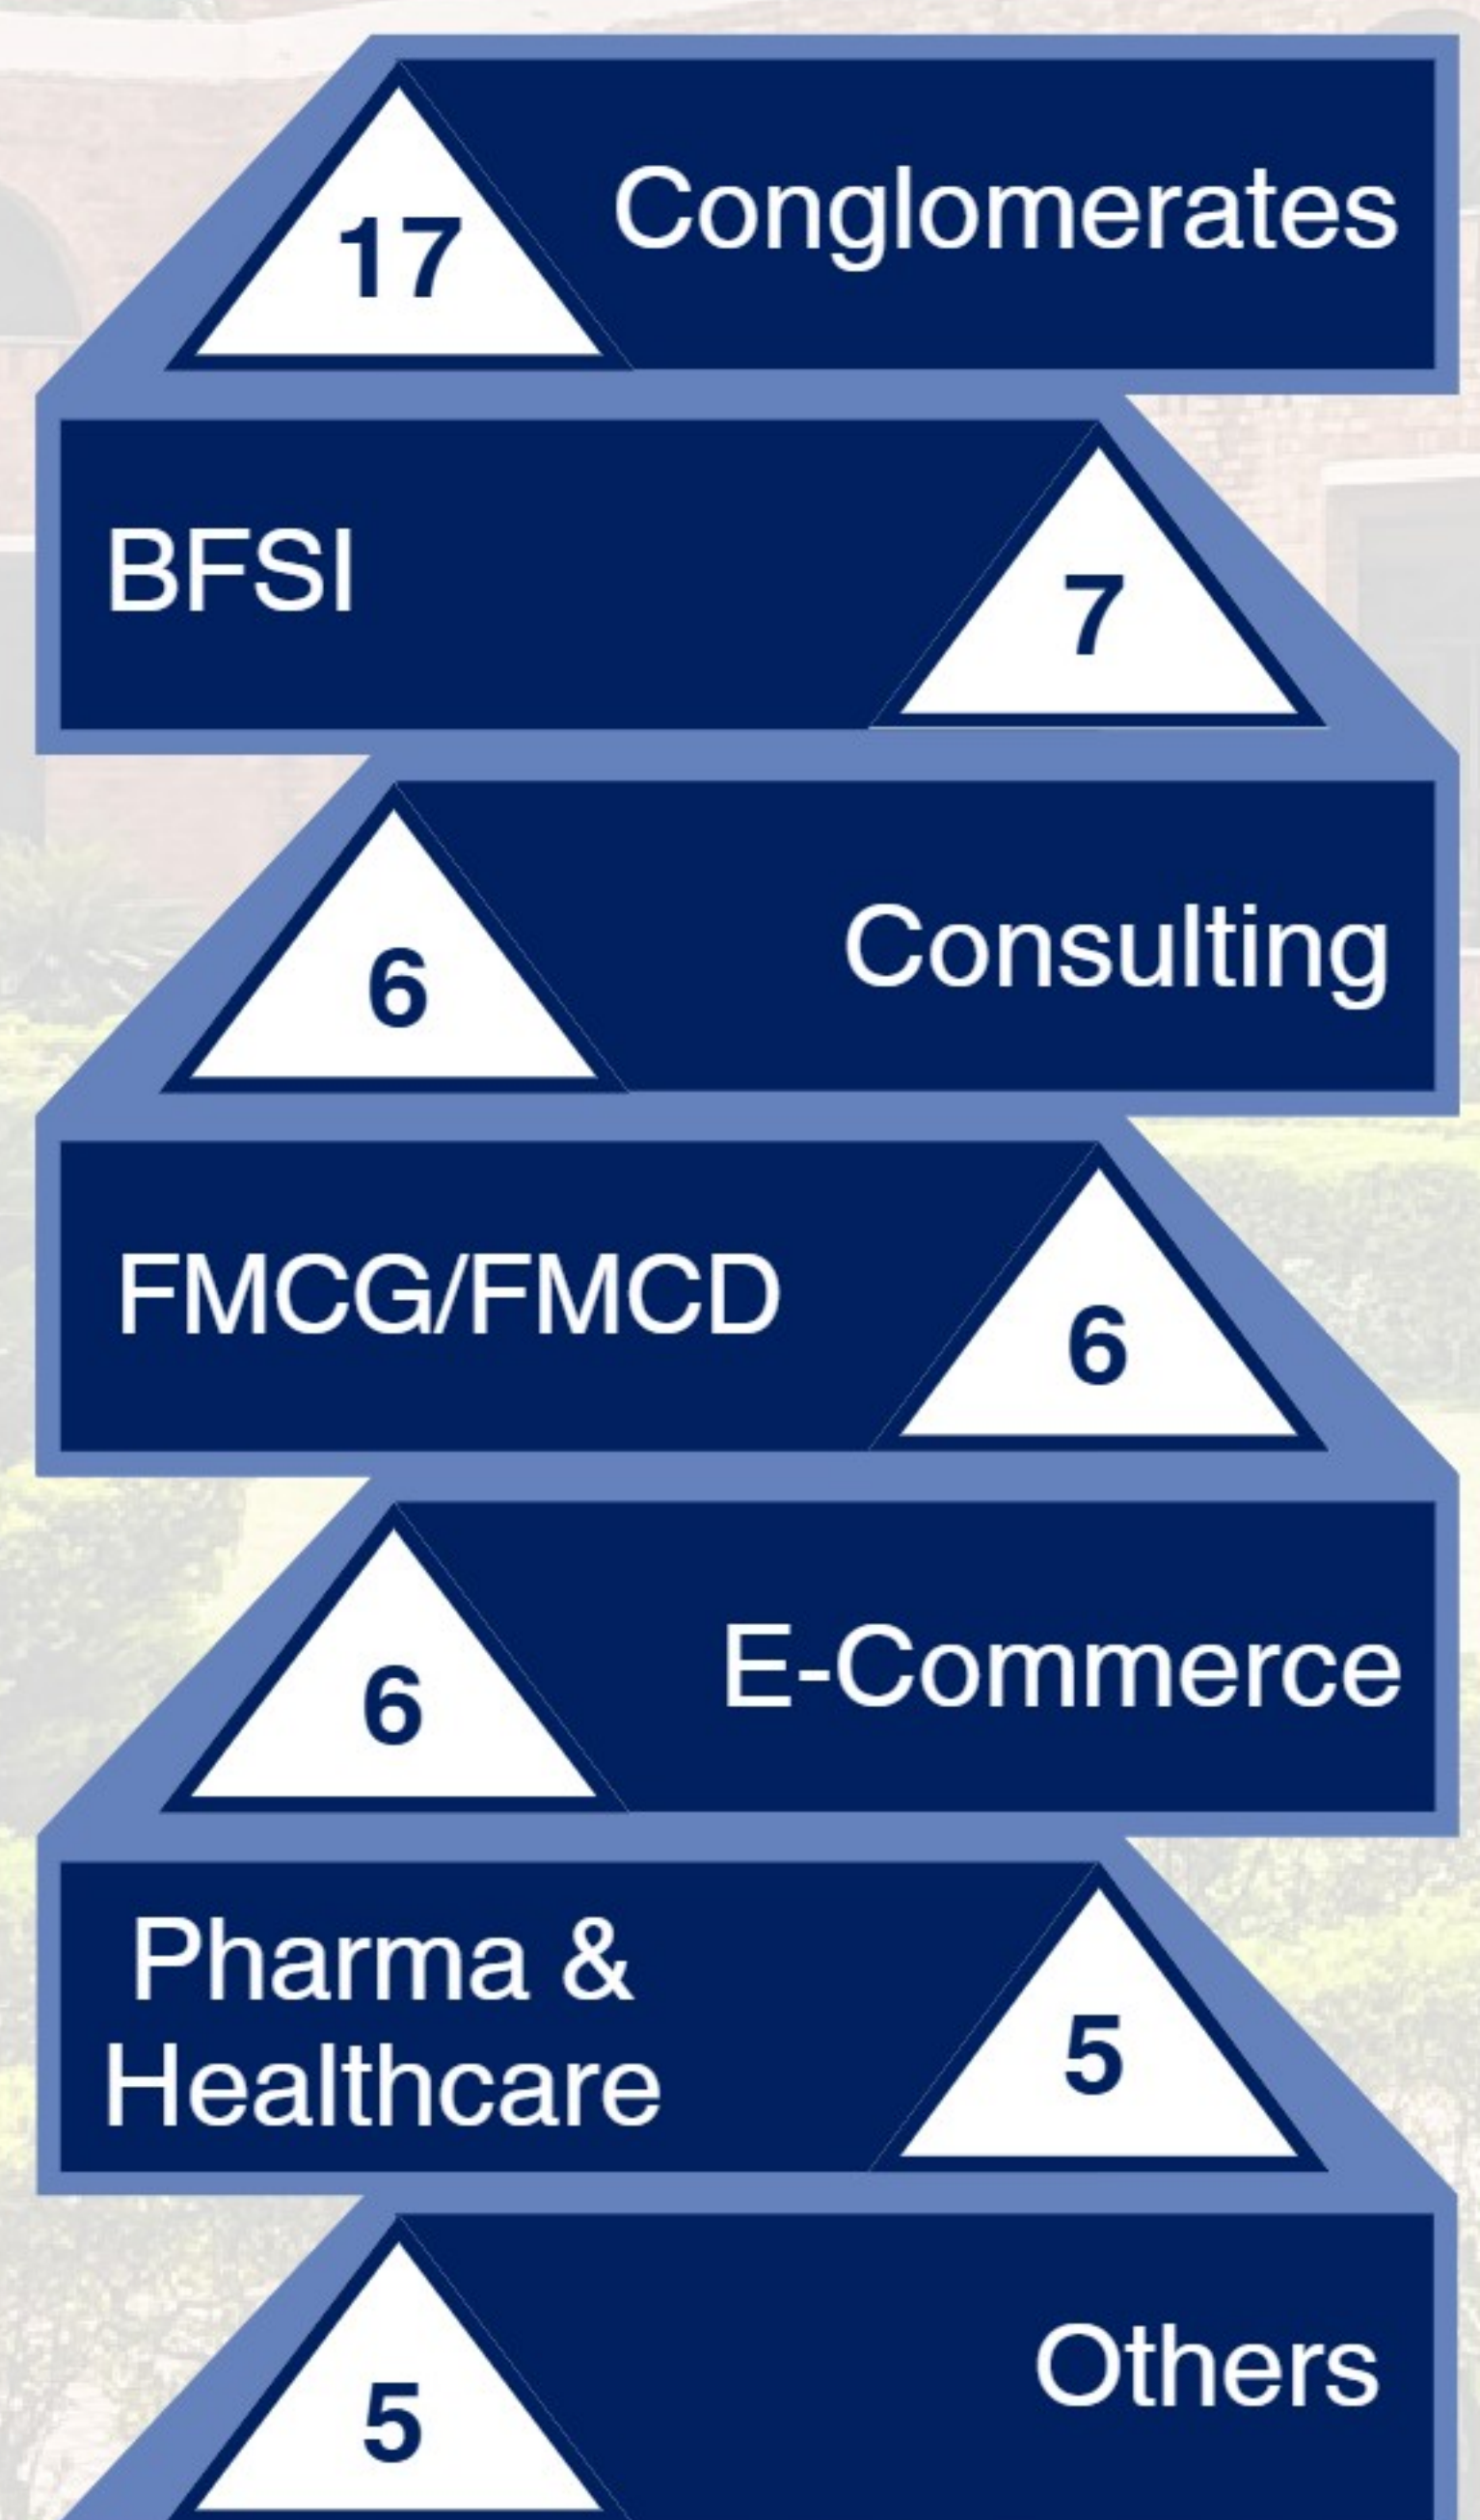 17
Conglomerates
BFSI
7
6
Consulting
FMCG/FMCD
6
6
E-Commerce
Pharma &
Healthcare
5
5
Others